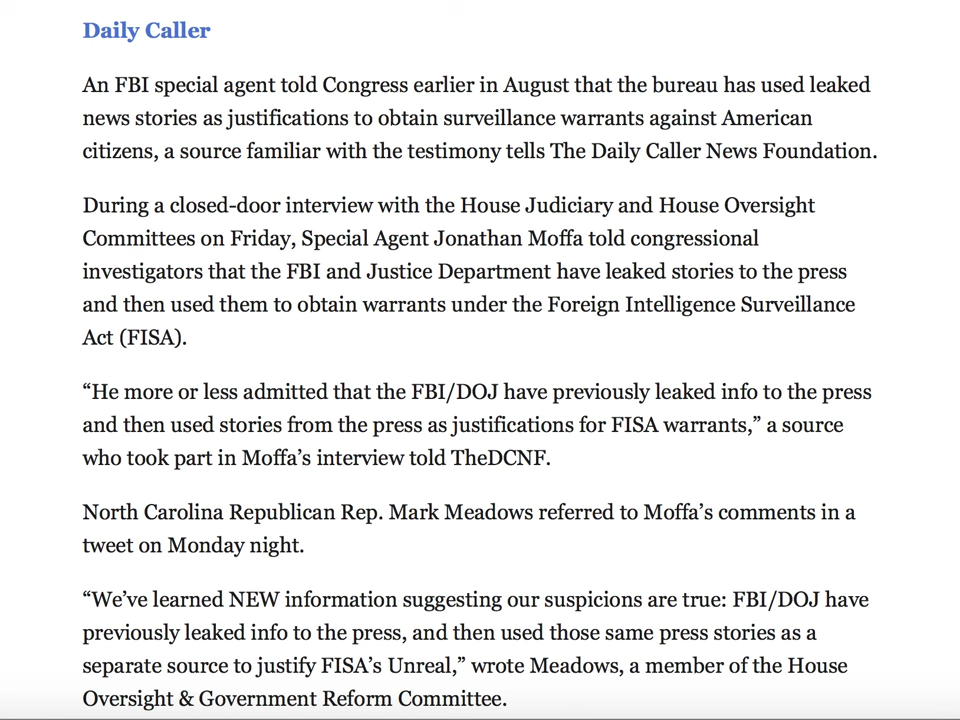 Daily Caller
An FBI special agent told Congress earlier in August that the bureau has used leaked
news stories as justifications to obtain surveillance warrants against American
citizens, a source familiar with the testimony tells The Daily Caller News Foundation.
During a closed-door interview with the House Judiciary and House Oversight
Committees on Friday, Special Agent Jonathan Moffa told congressional
investigators that the FBI and Justice Department have leaked stories to the press
and then used them to obtain warrants under the Foreign Intelligence Surveillance
Act (FISA).
“He more or less admitted that the FBI/DOJ have previously leaked info to the press
and then used stories from the press as justifications for FISA warrants,” a source
who took part in Moffa’s interview told TheDCNF.
North Carolina Republican Rep. Mark Meadows referred to Moffa’s comments in a
tweet on Monday night.
“We’ve learned NEW information suggesting our suspicions are true: FBI/DOJ have
previously leaked info to the press, and then used those same press stories as a
separate source to justify FISA’s Unreal,” wrote Meadows, a member of the House
Oversight & Government Reform Committee.